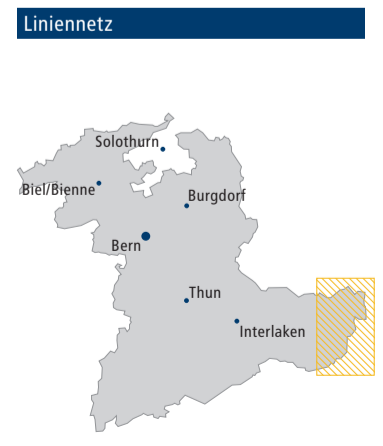 Liniennetz
Solothurn
Biel/Bienne
Burgdorf
Bern
Thun
Interlaken